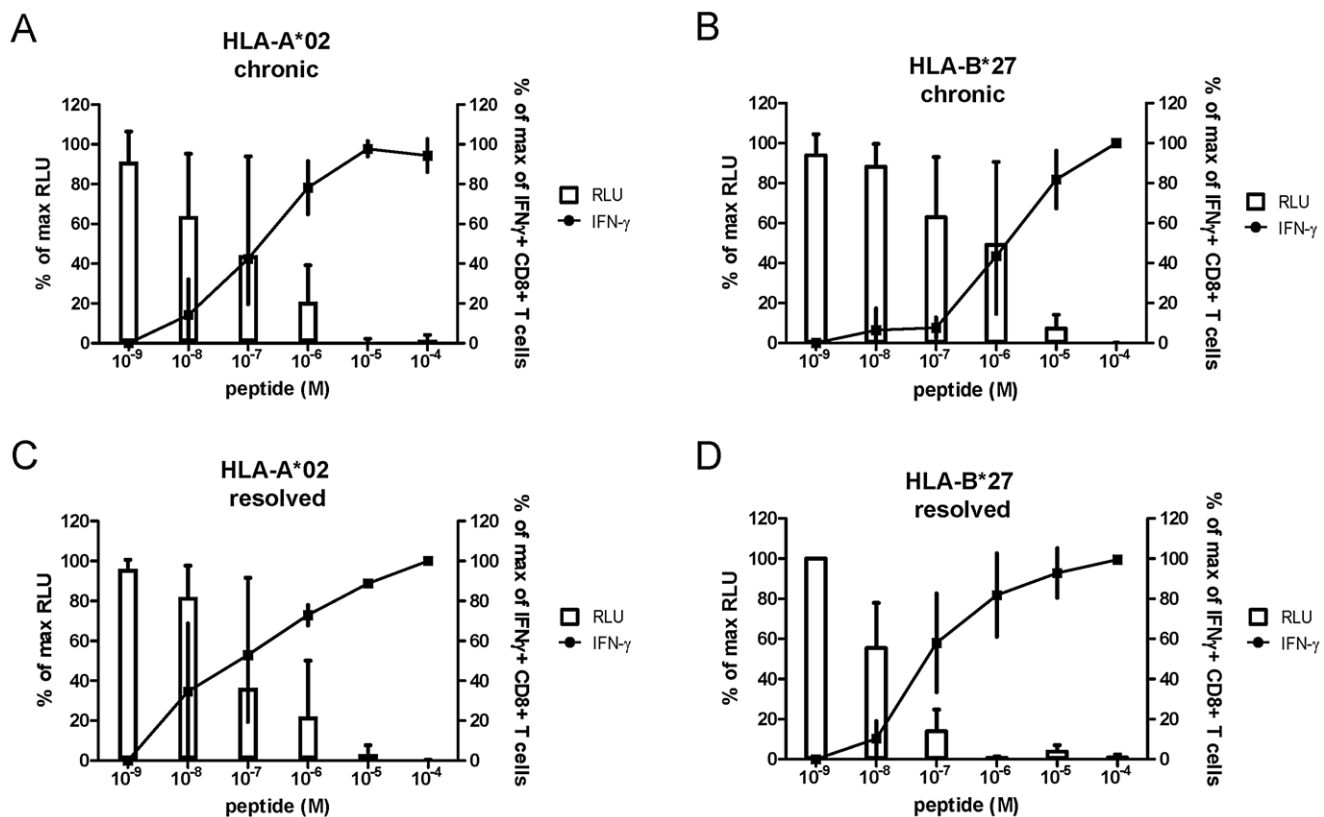 A
HLA-A*02
chronic
% of max RLU
120
100
80
60
40
20
0
10-9
10-8
10-7
10-6
10-5
10-4
peptide (M)
120
100
80
60
40
20
0
% of max of IFNγ+ CD8+ T cells
RLU
IFN-γ
B
HLA-B*27
chronic
% of max RLU
120
100
80
60
40
20
0
10-9
10-8
10-7
10-6
10-5
10-4
peptide (M)
120
100
80
60
40
20
0
% of max of IFNγ+ CD8+ T cells
RLU
IFN-γ
C
HLA-A*02
resolved
% of max RLU
120
100
80
60
40
20
0
10-9
10-8
10-7
10-6
10-5
10-4
peptide (M)
120
100
80
60
40
20
0
% of max of IFNγ+ CD8+ T cells
RLU
IFN-γ
D
HLA-B*27
resolved
% of max RLU
120
100
80
60
40
20
0
10-9
10-8
10-7
10-6
10-5
10-4
peptide (M)
120
100
80
60
40
20
0
% of max of IFNγ+ CD8+ T cells
RLU
IFN-γ